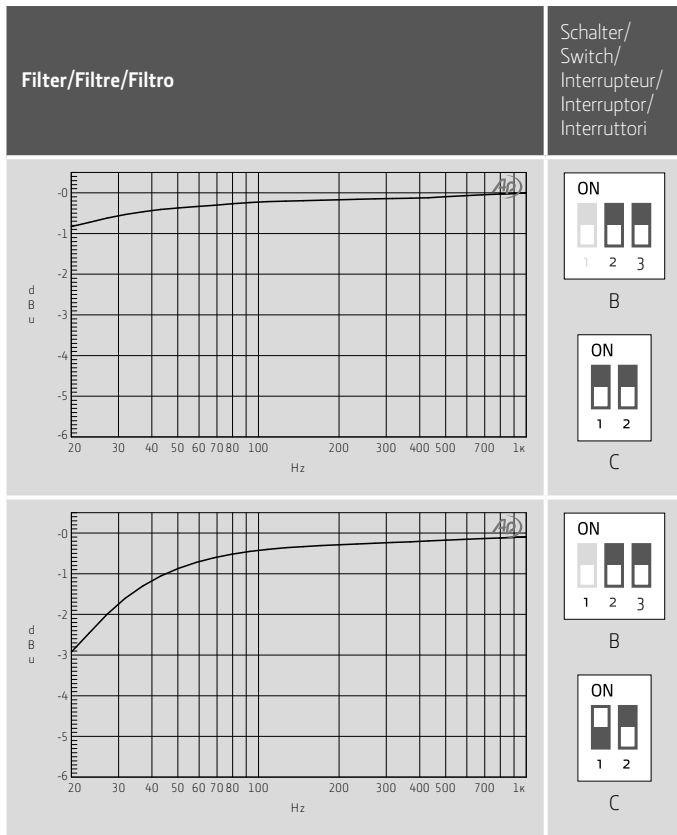 Filter/Filtre/Filtro
Schalter/
Switch/
Interrupteur/
Interruptor/
Interruttori
-0
-1
-2
-3
-4
-5
-6
d
B
u
20 30 40 50 60 70 80 100 200 300 400 500 700 1K
Hz
AP
ON
1 2 3
B
ON
1 2
C
-0
-1
-2
-3
-4
-5
-6
d
B
u
20 30 40 50 60 70 80 100 200 300 400 500 700 1K
Hz
AP
ON
1 2 3
B
ON
1 2
C